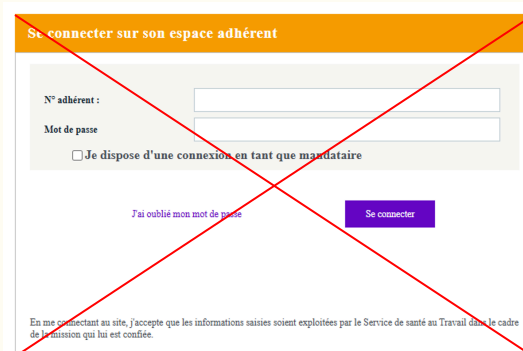 Se connecter sur son espace adhérent
N° adhérent :
Mot de passe
Je dispose d'une connexion en tant que mandataire
J'ai oublié mon mot de passe
Se connecter
En me connectant au site, j'accepte que les informations saisies soient exploitées par le Service de santé au Travail dans le cadre
de la mission qui lui est confiée.